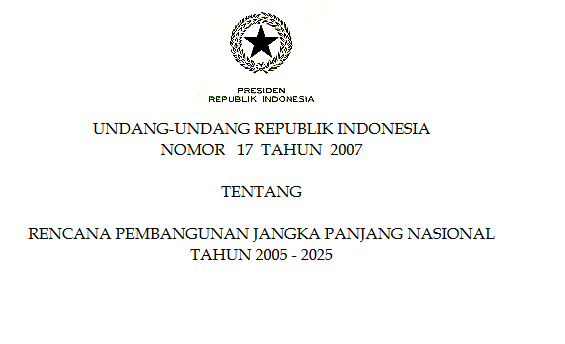 PRESIDEN
REPUBLIK INDONESIA
UNDANG-UNDANG REPUBLIK INDONESIA
NOMOR 17 TAHUN 2007
TENTANG
RENCANA PEMBANGUNAN JANGKA PANJANG NASIONAL
TAHUN 2005 - 2025